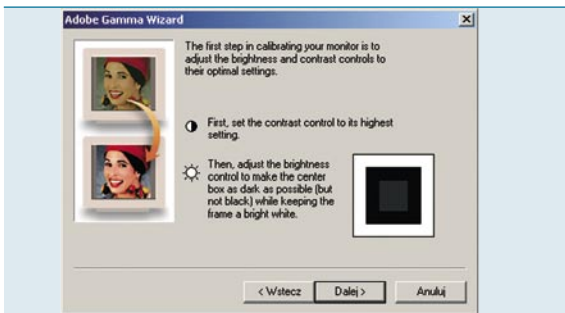 Adobe Gamma Wizard
The first step in calibrating your monitor is to
adjust the brightness and contrast controls to
their optimal settings.
First, set the contrast control to its highest
setting.
Then, adjust the brightness
control to make the center
box as dark as possible (but
not black) while keeping the
frame a bright white.
< Wstecz
Dalej >
Anuluj